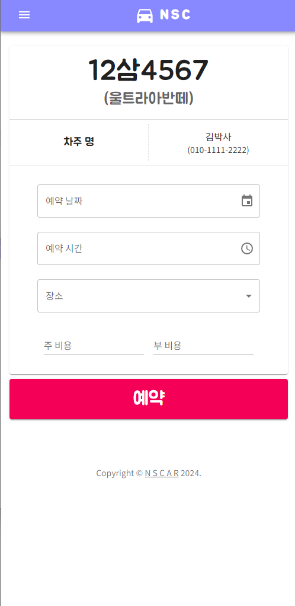 NSC
12삼4567
(울트라아반떼)
차주 명
김박사
(010-1111-2222)
예약 날짜
예약 시간
장소
주 비용 부 비용
예약
Copyright © N S C A R 2024.